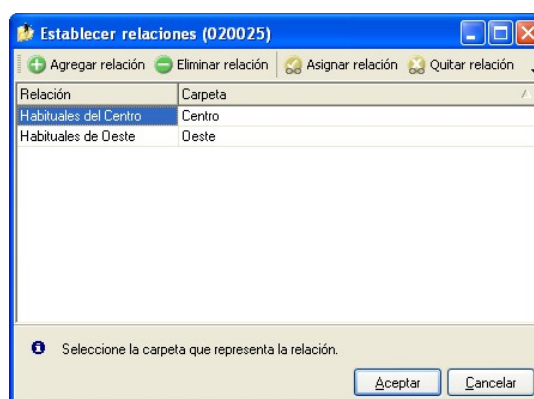 Establecer relaciones (020025)
Agregar relación Eliminar relación Asignar relación Quitar relación
Relación Carpeta
Habituales del Centro Centro
Habituales de Oeste Oeste
Seleccione la carpeta que representa la relación.
Aceptar Cancelar